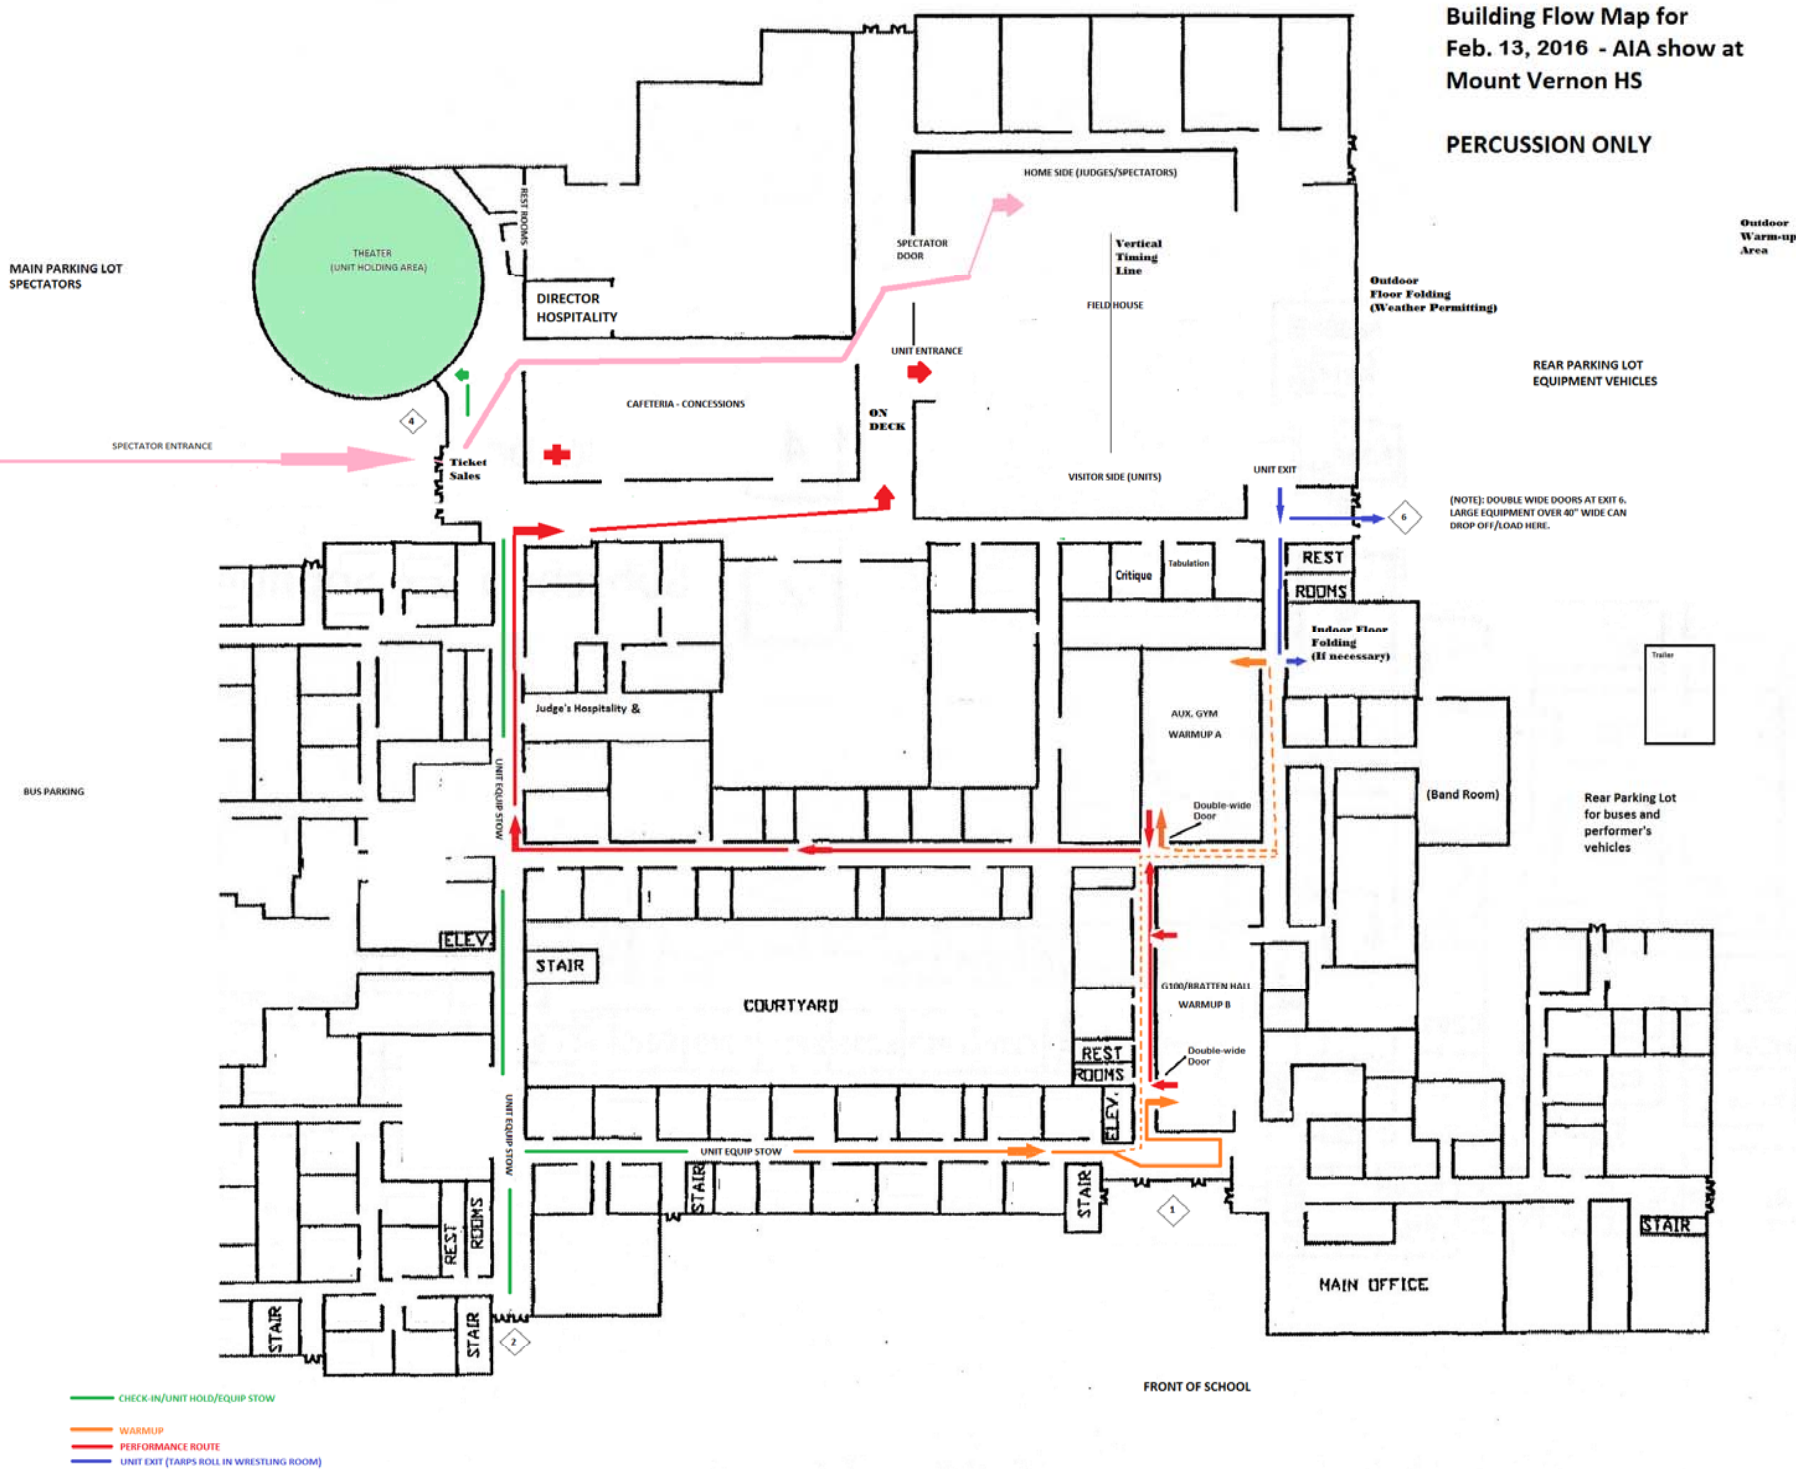 Building Flow Map for
Feb. 13, 2016 - AIA show at
Mount Vernon HS
PERCUSSION ONLY
HOME SIDE (JUDGES/SPECTATORS)
REST ROOMS
Outdoor
Warm-up
Area
THEATER
(UNIT HOLDING AREA)
SPECTATOR
DOOR
Vertical
Timing
Line
MAIN PARKING LOT
SPECTATORS
DIRECTOR
HOSPITALITY
FIELD HOUSE
Outdoor
Floor Folding
(Weather Permitting)
UNIT ENTRANCE
REAR PARKING LOT
EQUIPMENT VEHICLES
CAFETERIA - CONCESSIONS
ON
DECK
4
SPECTATOR ENTRANCE
Ticket
Sales
VISITOR SIDE (UNITS)
UNIT EXIT
6
(NOTE): DOUBLE WIDE DOORS AT EXIT 6.
LARGE EQUIPMENT OVER 40" WIDE CAN
DROP OFF/LOAD HERE.
Critique
Tabulation
REST
ROOMS
Indoor Floor
Folding
(If necessary)
Trailer
Judge's Hospitality &
AUX. GYM
WARMUP A
UNIT EQUIP STOW
BUS PARKING
(Band Room)
Double-wide
Door
Rear Parking Lot
for buses and
performer's
vehicles
ELEV.
STAIR
COURTYARD
G100/BRATTEN HALL
WARMUP B
REST
ROOMS
Double-wide
Door
ELEV.
UNIT EQUIP STOW
UNIT EQUIP STOW
STAIR
STAIR
1
REST
ROOMS
STAIR
MAIN OFFICE
STAIR
STAIR
2
FRONT OF SCHOOL
CHECK-IN/UNIT HOLD/EQUIP STOW
WARMUP
PERFORMANCE ROUTE
UNIT EXIT (TARPS ROLL IN WRESTLING ROOM)